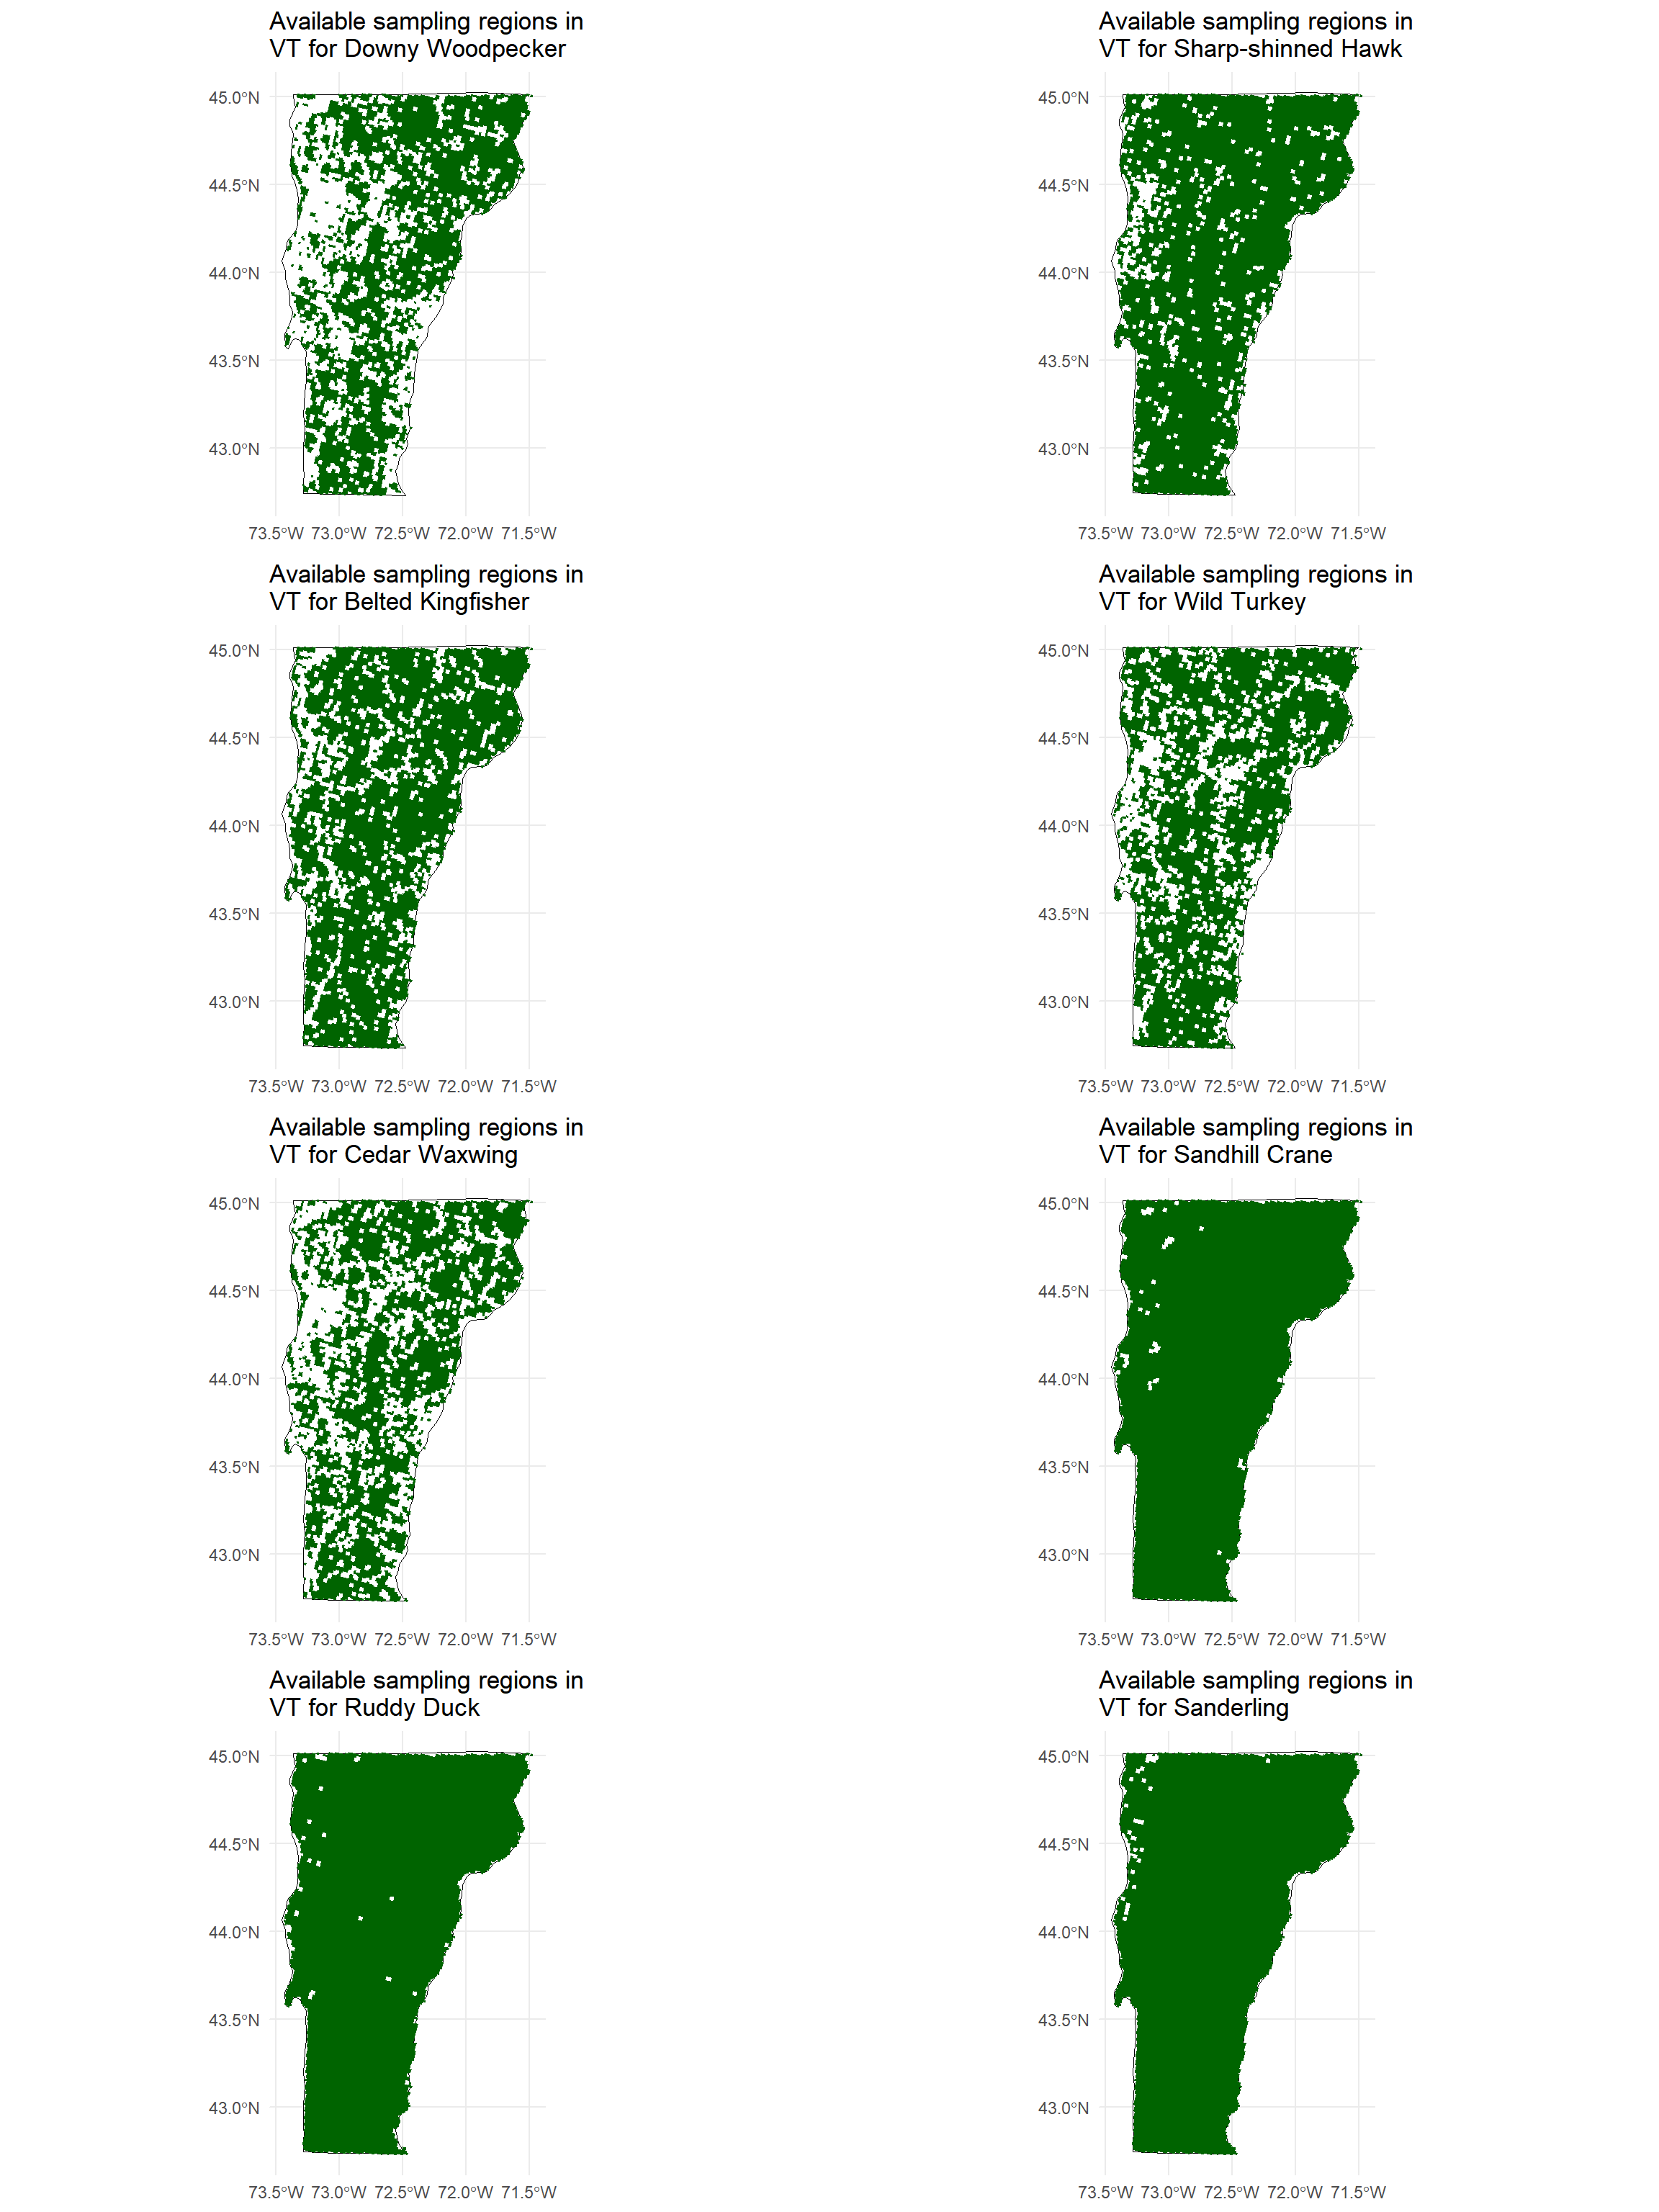 Available sampling regions in
VT for Downy Woodpecker
45.0°N
44.5°N
44.0°N
43.5°N
43.0°N
73.5°W 73.0°W 72.5°W 72.0°W 71.5°W
Available sampling regions in
VT for Sharp-shinned Hawk
45.0°N
44.5°N
44.0°N
43.5°N
43.0°N
73.5°W 73.0°W 72.5°W 72.0°W 71.5°W
Available sampling regions in
VT for Belted Kingfisher
45.0°N
44.5°N
44.0°N
43.5°N
43.0°N
73.5°W 73.0°W 72.5°W 72.0°W 71.5°W
Available sampling regions in
VT for Wild Turkey
45.0°N
44.5°N
44.0°N
43.5°N
43.0°N
73.5°W 73.0°W 72.5°W 72.0°W 71.5°W
Available sampling regions in
VT for Cedar Waxwing
45.0°N
44.5°N
44.0°N
43.5°N
43.0°N
73.5°W 73.0°W 72.5°W 72.0°W 71.5°W
Available sampling regions in
VT for Sandhill Crane
45.0°N
44.5°N
44.0°N
43.5°N
43.0°N
73.5°W 73.0°W 72.5°W 72.0°W 71.5°W
Available sampling regions in
VT for Ruddy Duck
45.0°N
44.5°N
44.0°N
43.5°N
43.0°N
73.5°W 73.0°W 72.5°W 72.0°W 71.5°W
Available sampling regions in
VT for Sanderling
45.0°N
44.5°N
44.0°N
43.5°N
43.0°N
73.5°W 73.0°W 72.5°W 72.0°W 71.5°W